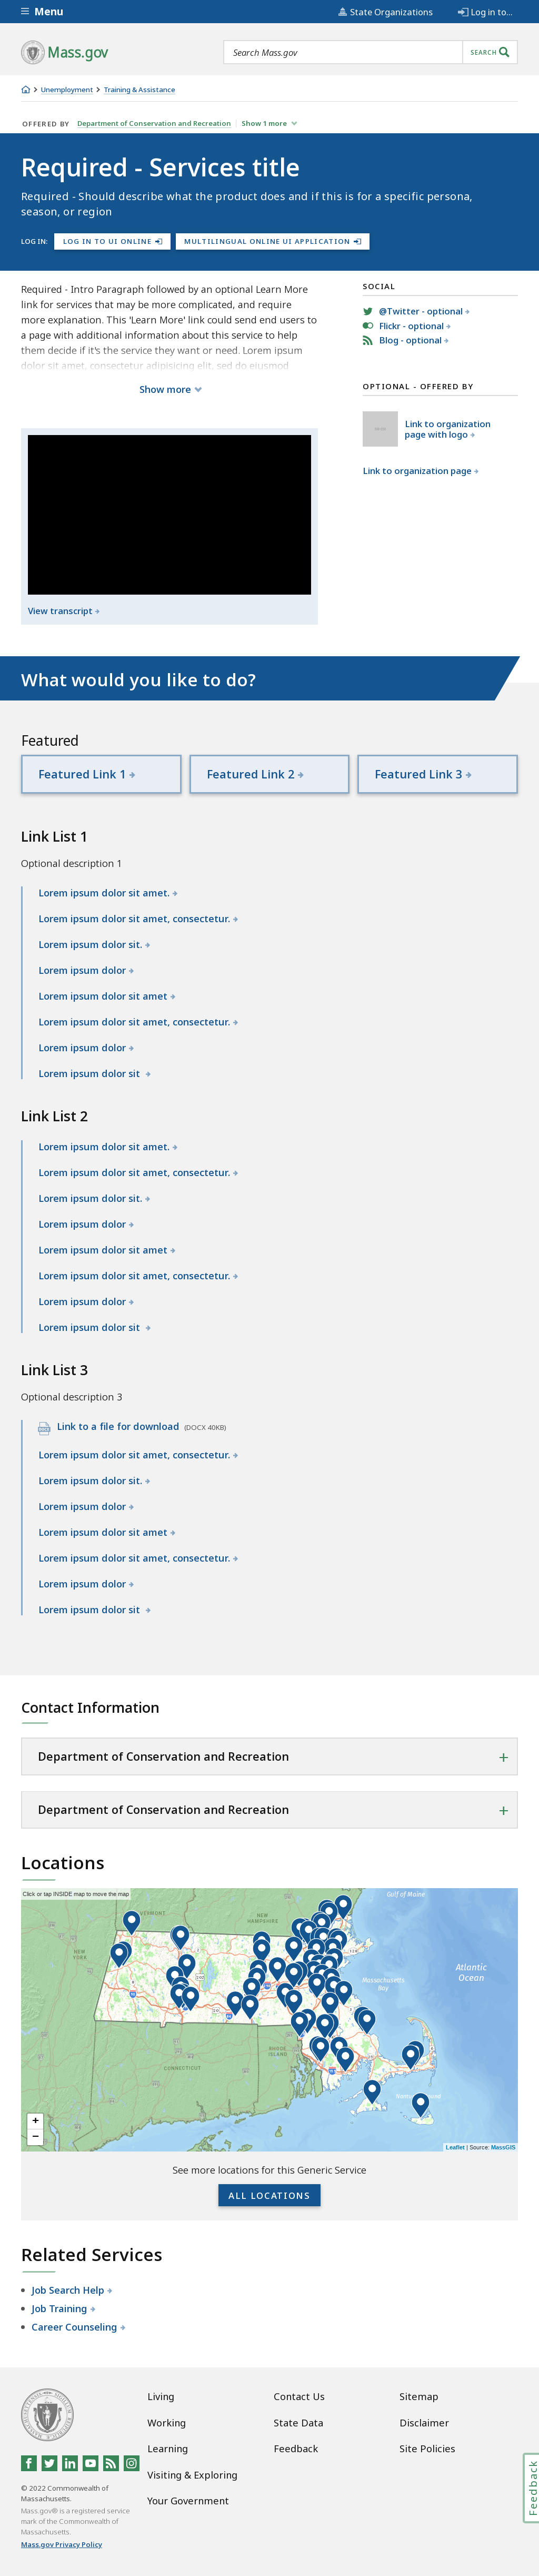 Menu
State Organizations
Log in to...
Mass.gov
Search Mass.gov
SEARCH
Unemployment
Training & Assistance
OFFERED BY Department of Conservation and Recreation Show 1 more
Required - Services title
Required - Should describe what the product does and if this is for a specific persona,
season, or region
LOG IN: LOG IN TO UI ONLINE MULTILINGUAL ONLINE UI APPLICATION
Required - Intro Paragraph followed by an optional Learn More
link for services that may be more complicated, and require
more explanation. This 'Learn More' link could send end users to
a page with additional information about this service to help
them decide if it's the service they want or need. Lorem ipsum
dolor sit amet, consectetur adipisicing elit, sed do eiusmod
Show more
View transcript
SOCIAL
@Twitter - optional
Flickr - optional
Blog - optional
OPTIONAL - OFFERED BY
Link to organization
page with logo
Link to organization page
What would you like to do?
Featured
Featured Link 1
Featured Link 2
Featured Link 3
Link List 1
Optional description 1
Lorem ipsum dolor sit amet.
Lorem ipsum dolor sit amet, consectetur.
Lorem ipsum dolor sit.
Lorem ipsum dolor
Lorem ipsum dolor sit amet
Lorem ipsum dolor sit amet, consectetur.
Lorem ipsum dolor
Lorem ipsum dolor sit
Link List 2
Lorem ipsum dolor sit amet.
Lorem ipsum dolor sit amet, consectetur.
Lorem ipsum dolor sit.
Lorem ipsum dolor
Lorem ipsum dolor sit amet
Lorem ipsum dolor sit amet, consectetur.
Lorem ipsum dolor
Lorem ipsum dolor sit
Link List 3
Optional description 3
Link to a file for download (DOCX 40KB)
Lorem ipsum dolor sit amet, consectetur.
Lorem ipsum dolor sit.
Lorem ipsum dolor
Lorem ipsum dolor sit amet
Lorem ipsum dolor sit amet, consectetur.
Lorem ipsum dolor
Lorem ipsum dolor sit
Contact Information
Department of Conservation and Recreation
Department of Conservation and Recreation
Locations
Click or tap INSIDE map to move the map
Gulf of Maine
VERMONT
NEW
HAMPSHIRE
NEW
YORK
Atlantic
Ocean
Massachusetts
Bay
RHODE
ISLAND
CONNECTICUT
+
−
Leaflet | Source: MassGIS
See more locations for this Generic Service
ALL LOCATIONS
Related Services
Job Search Help
Job Training
Career Counseling
Living
Working
Learning
Visiting & Exploring
Your Government
Contact Us
State Data
Feedback
Sitemap
Disclaimer
Site Policies
© 2022 Commonwealth of
Massachusetts.
Mass.gov® is a registered service
mark of the Commonwealth of
Massachusetts.
Mass.gov Privacy Policy
Feedback